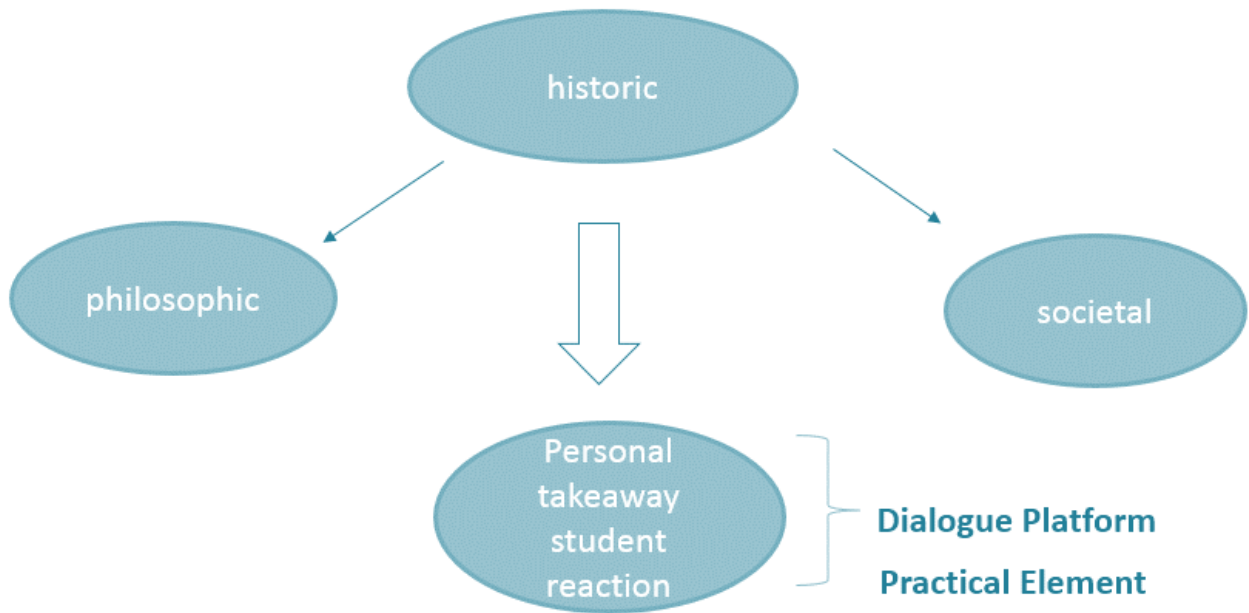 historic
philosophic
societal
Personal
takeaway
student
reaction
Dialogue Platform
Practical Element